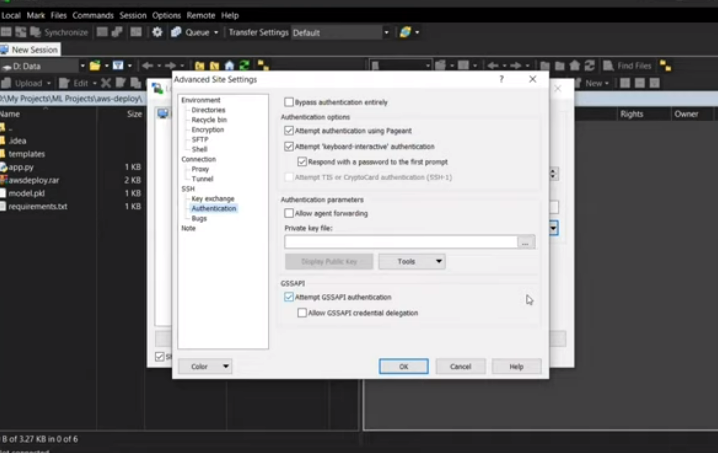 Local Mark Files Commands Session Options Remote Help
Synchronize Queue Transfer Settings Default
New Session
D: Data Find Files
Upload Edit New
D:\My Projects\ML Projects\aws-deploy\
Name Size Rights Owner
..
.idea
templates
app.py 1 KB
awsdeploy.rar 2 KB
model.pkl 1 KB
requirements.txt 1 KB
Advanced Site Settings ? X
Environment
Directories
Recycle bin
Encryption
SFTP
Shell
Connection
Proxy
Tunnel
SSH
Key exchange
Authentication
Bugs
Note
Bypass authentication entirely
Authentication options
Attempt authentication using Pageant
Attempt 'keyboard-interactive' authentication
Respond with a password to the first prompt
Attempt TIS or CryptoCard authentication (SSH-1)
Authentication parameters
Allow agent forwarding
Private key file:
...
Display Public Key Tools
GSSAPI
Attempt GSSAPI authentication
Allow GSSAPI credential delegation
Color OK Cancel Help
B of 3.27 KB in 0 of 6